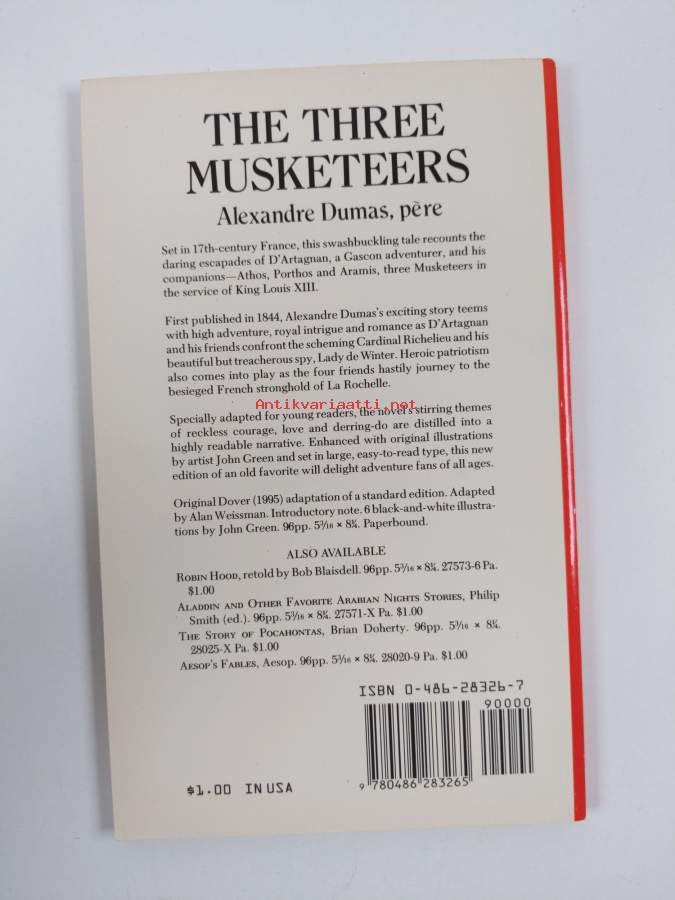 THE THREE
MUSKETEERS
Alexandre Dumas, père
Set in 17th-century France, this swashbuckling tale recounts the
daring escapades of D'Artagnan, a Gascon adventurer, and his
companions—Athos, Porthos and Aramis, three Musketeers in
the service of King Louis XIII.
First published in 1844, Alexandre Dumas's exciting story teems
with high adventure, royal intrigue and romance as D'Artagnan
and his friends confront the scheming Cardinal Richelieu and his
beautiful but treacherous spy, Lady de Winter. Heroic patriotism
also comes into play as the four friends hastily journey to the
besieged French stronghold of La Rochelle.
Antikvariaatti.net
Specially adapted for young readers, the novel's stirring themes
of reckless courage, love and derring-do are distilled into a
highly readable narrative. Enhanced with original illustrations
by artist John Green and set in large, easy-to-read type, this new
edition of an old favorite will delight adventure fans of all ages.
Original Dover (1995) adaptation of a standard edition. Adapted
by Alan Weissman. Introductory note. 6 black-and-white illustra-
tions by John Green. 96pp. 5³⁄₁₆ × 8¼. Paperbound.
ALSO AVAILABLE
ROBIN HOOD, retold by Bob Blaisdell. 96pp. 5³⁄₁₆ × 8¼. 27573-6 Pa.
$1.00
ALADDIN AND OTHER FAVORITE ARABIAN NIGHTS STORIES, Philip
Smith (ed.). 96pp. 5³⁄₁₆ × 8¼. 27571-X Pa. $1.00
THE STORY OF POCAHONTAS, Brian Doherty. 96pp. 5³⁄₁₆ × 8¼.
28025-X Pa. $1.00
AESOP'S FABLES, Aesop. 96pp. 5³⁄₁₆ × 8¼. 28020-9 Pa. $1.00
ISBN 0-486-28326-7
90000
9 780486 283265
$1.00 IN USA